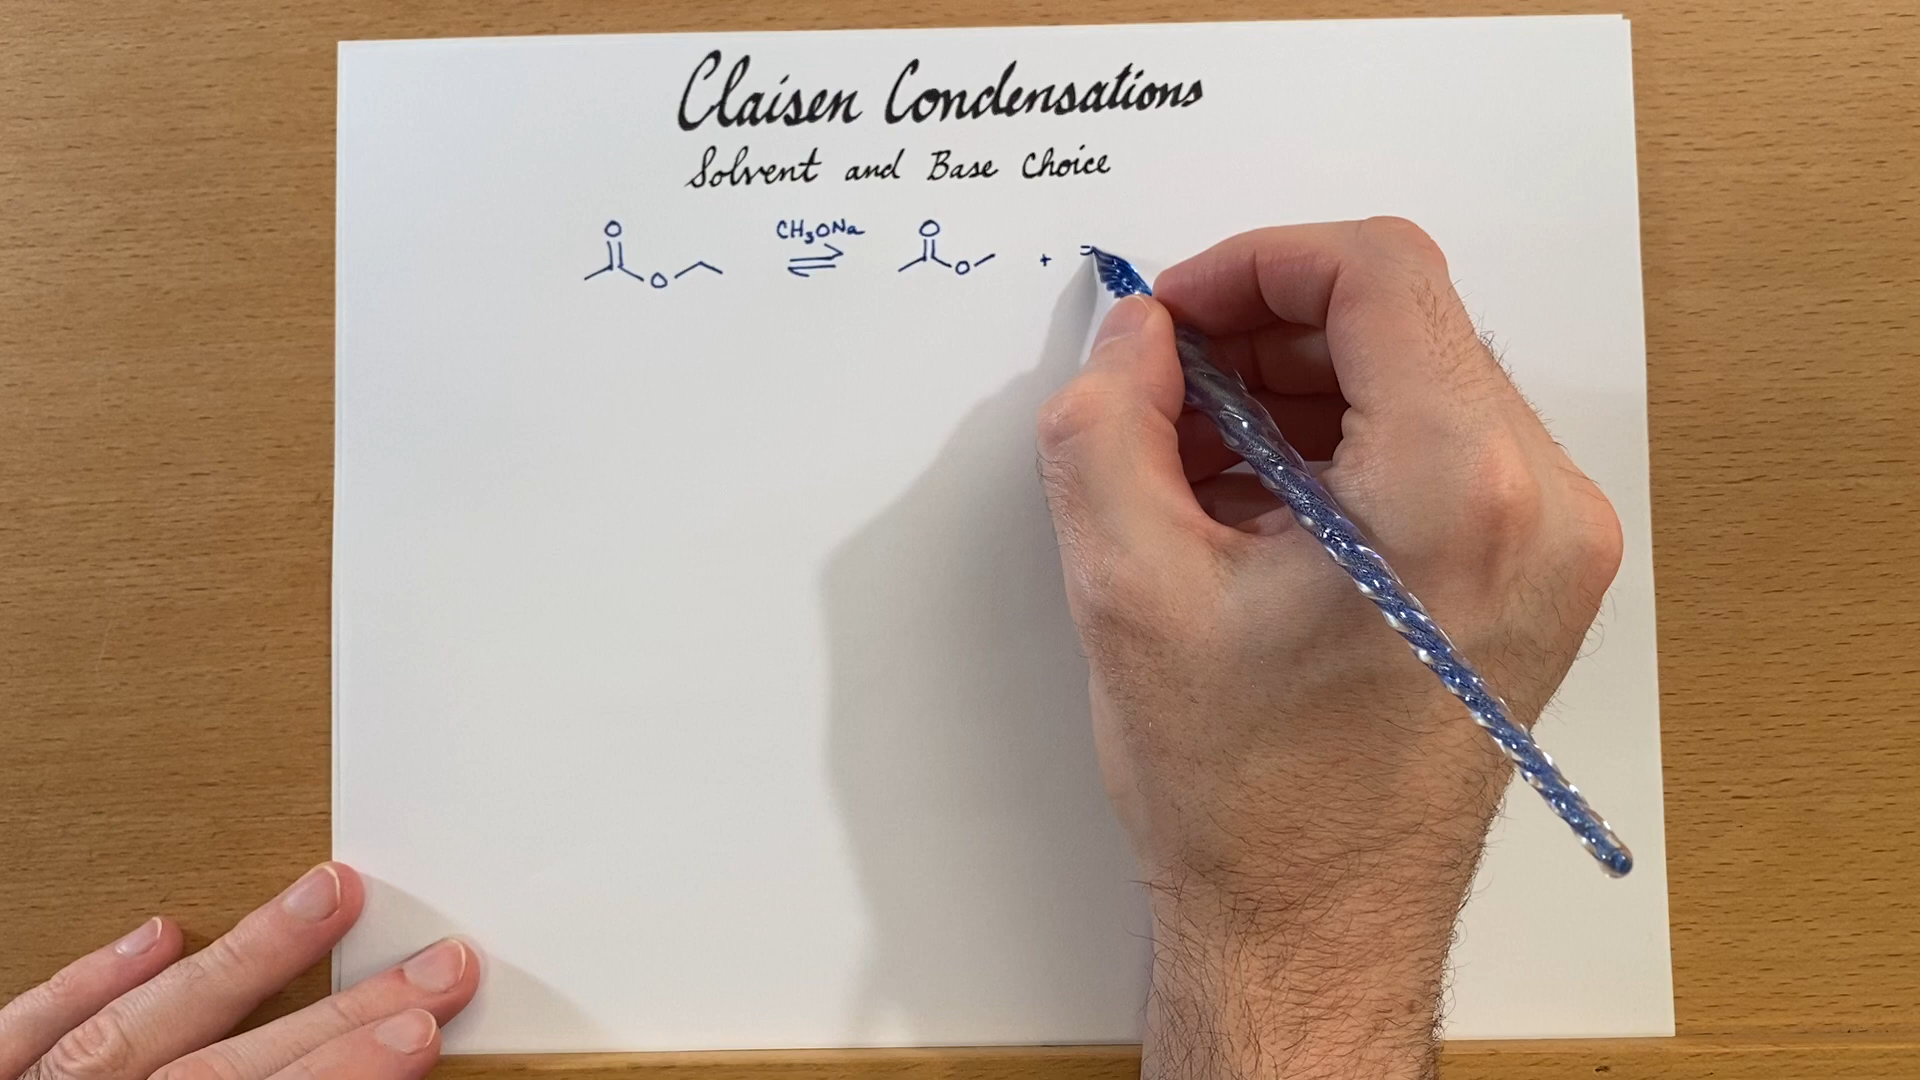 Claisen Condensations
Solvent and Base Choice
O CH₃ONa O
O O +